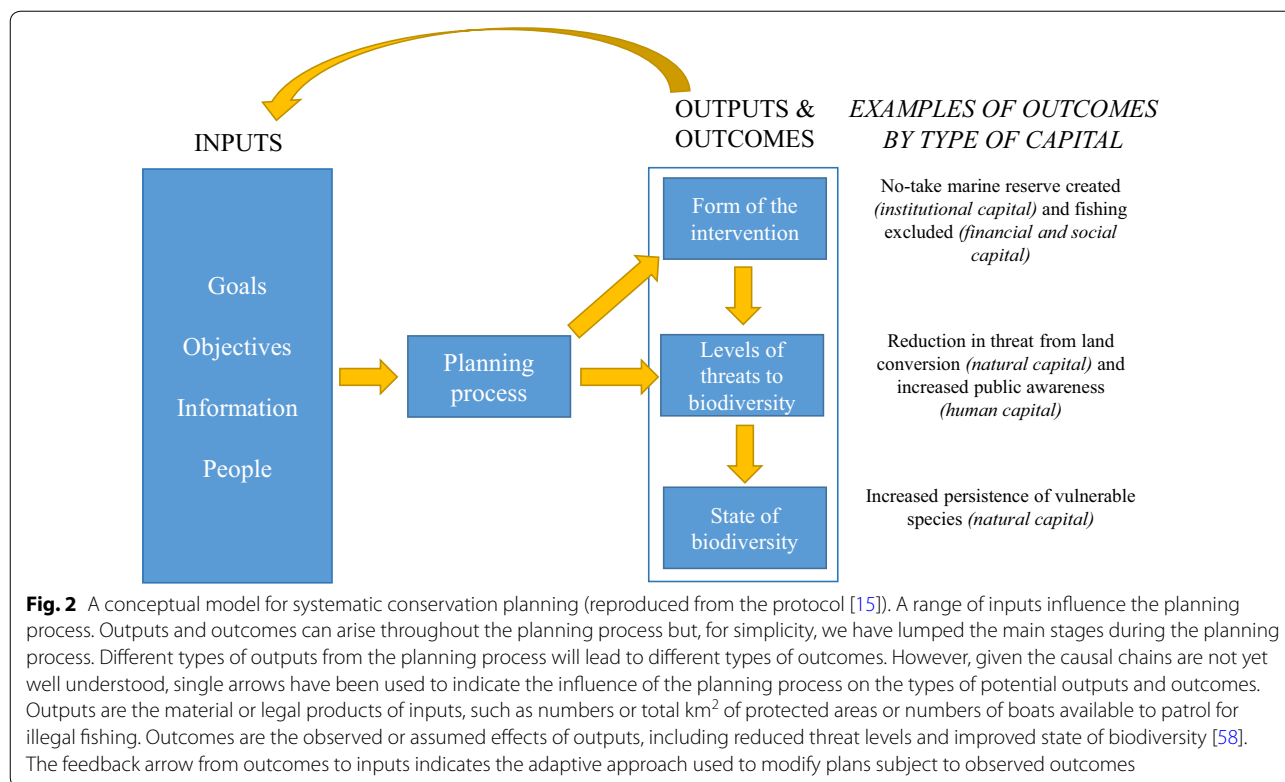 INPUTS
Goals
Objectives
Information
People
Planning
process
OUTPUTS &
OUTCOMES
Form of the
intervention
Levels of
threats to
biodiversity
State of
biodiversity
EXAMPLES OF OUTCOMES
BY TYPE OF CAPITAL
No-take marine reserve created
(institutional capital) and fishing
excluded (financial and social
capital)
Reduction in threat from land
conversion (natural capital) and
increased public awareness
(human capital)
Increased persistence of vulnerable
species (natural capital)
Fig. 2 A conceptual model for systematic conservation planning (reproduced from the protocol [15]). A range of inputs influence the planning
process. Outputs and outcomes can arise throughout the planning process but, for simplicity, we have lumped the main stages during the planning
process. Different types of outputs from the planning process will lead to different types of outcomes. However, given the causal chains are not yet
well understood, single arrows have been used to indicate the influence of the planning process on the types of potential outputs and outcomes.
Outputs are the material or legal products of inputs, such as numbers or total km² of protected areas or numbers of boats available to patrol for
illegal fishing. Outcomes are the observed or assumed effects of outputs, including reduced threat levels and improved state of biodiversity [58].
The feedback arrow from outcomes to inputs indicates the adaptive approach used to modify plans subject to observed outcomes